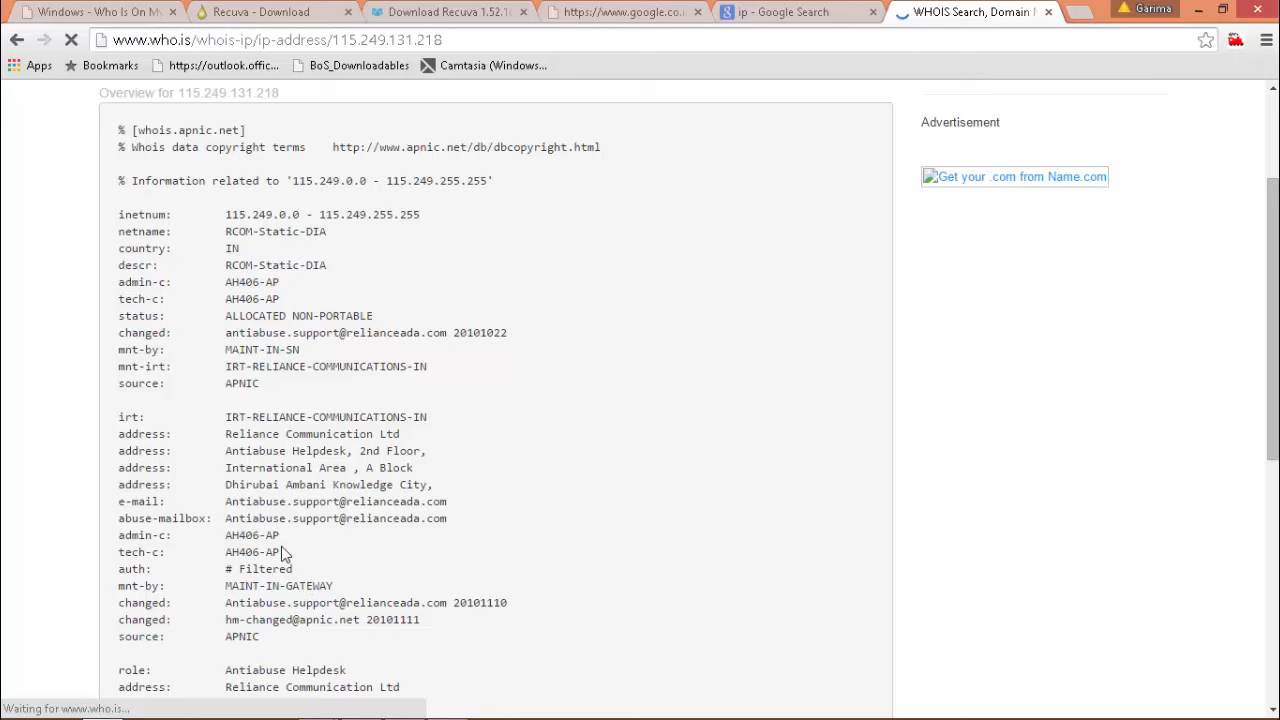 Windows - Who Is On My
Recuva - Download
Download Recuva 1.52.1
https://www.google.co.in
ip - Google Search
WHOIS Search, Domain
Garima
www.who.is/whois-ip/ip-address/115.249.131.218
Apps
Bookmarks
https://outlook.offic...
BoS_Downloadables
Camtasia (Windows...
Overview for 115.249.131.218
% [whois.apnic.net]
% Whois data copyright terms http://www.apnic.net/db/dbcopyright.html
% Information related to '115.249.0.0 - 115.249.255.255'
inetnum: 115.249.0.0 - 115.249.255.255
netname: RCOM-Static-DIA
country: IN
descr: RCOM-Static-DIA
admin-c: AH406-AP
tech-c: AH406-AP
status: ALLOCATED NON-PORTABLE
changed: antiabuse.support@relianceada.com 20101022
mnt-by: MAINT-IN-SN
mnt-irt: IRT-RELIANCE-COMMUNICATIONS-IN
source: APNIC
irt: IRT-RELIANCE-COMMUNICATIONS-IN
address: Reliance Communication Ltd
address: Antiabuse Helpdesk, 2nd Floor,
address: International Area , A Block
address: Dhirubai Ambani Knowledge City,
e-mail: Antiabuse.support@relianceada.com
abuse-mailbox: Antiabuse.support@relianceada.com
admin-c: AH406-AP
tech-c: AH406-AP
auth: # Filtered
mnt-by: MAINT-IN-GATEWAY
changed: Antiabuse.support@relianceada.com 20101110
changed: hm-changed@apnic.net 20101111
source: APNIC
role: Antiabuse Helpdesk
address: Reliance Communication Ltd
Advertisement
Get your .com from Name.com
Waiting for www.who.is...